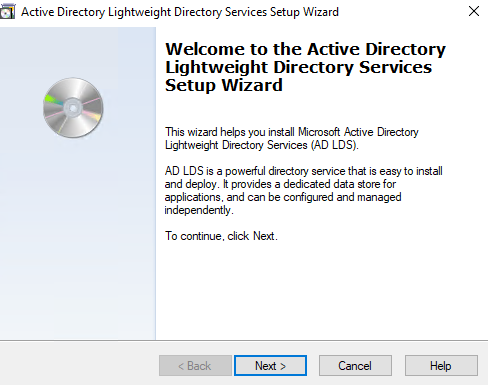 Active Directory Lightweight Directory Services Setup Wizard
Welcome to the Active Directory
Lightweight Directory Services
Setup Wizard
This wizard helps you install Microsoft Active Directory
Lightweight Directory Services (AD LDS).
AD LDS is a powerful directory service that is easy to install
and deploy. It provides a dedicated data store for
applications, and can be configured and managed
independently.
To continue, click Next.
< Back
Next >
Cancel
Help